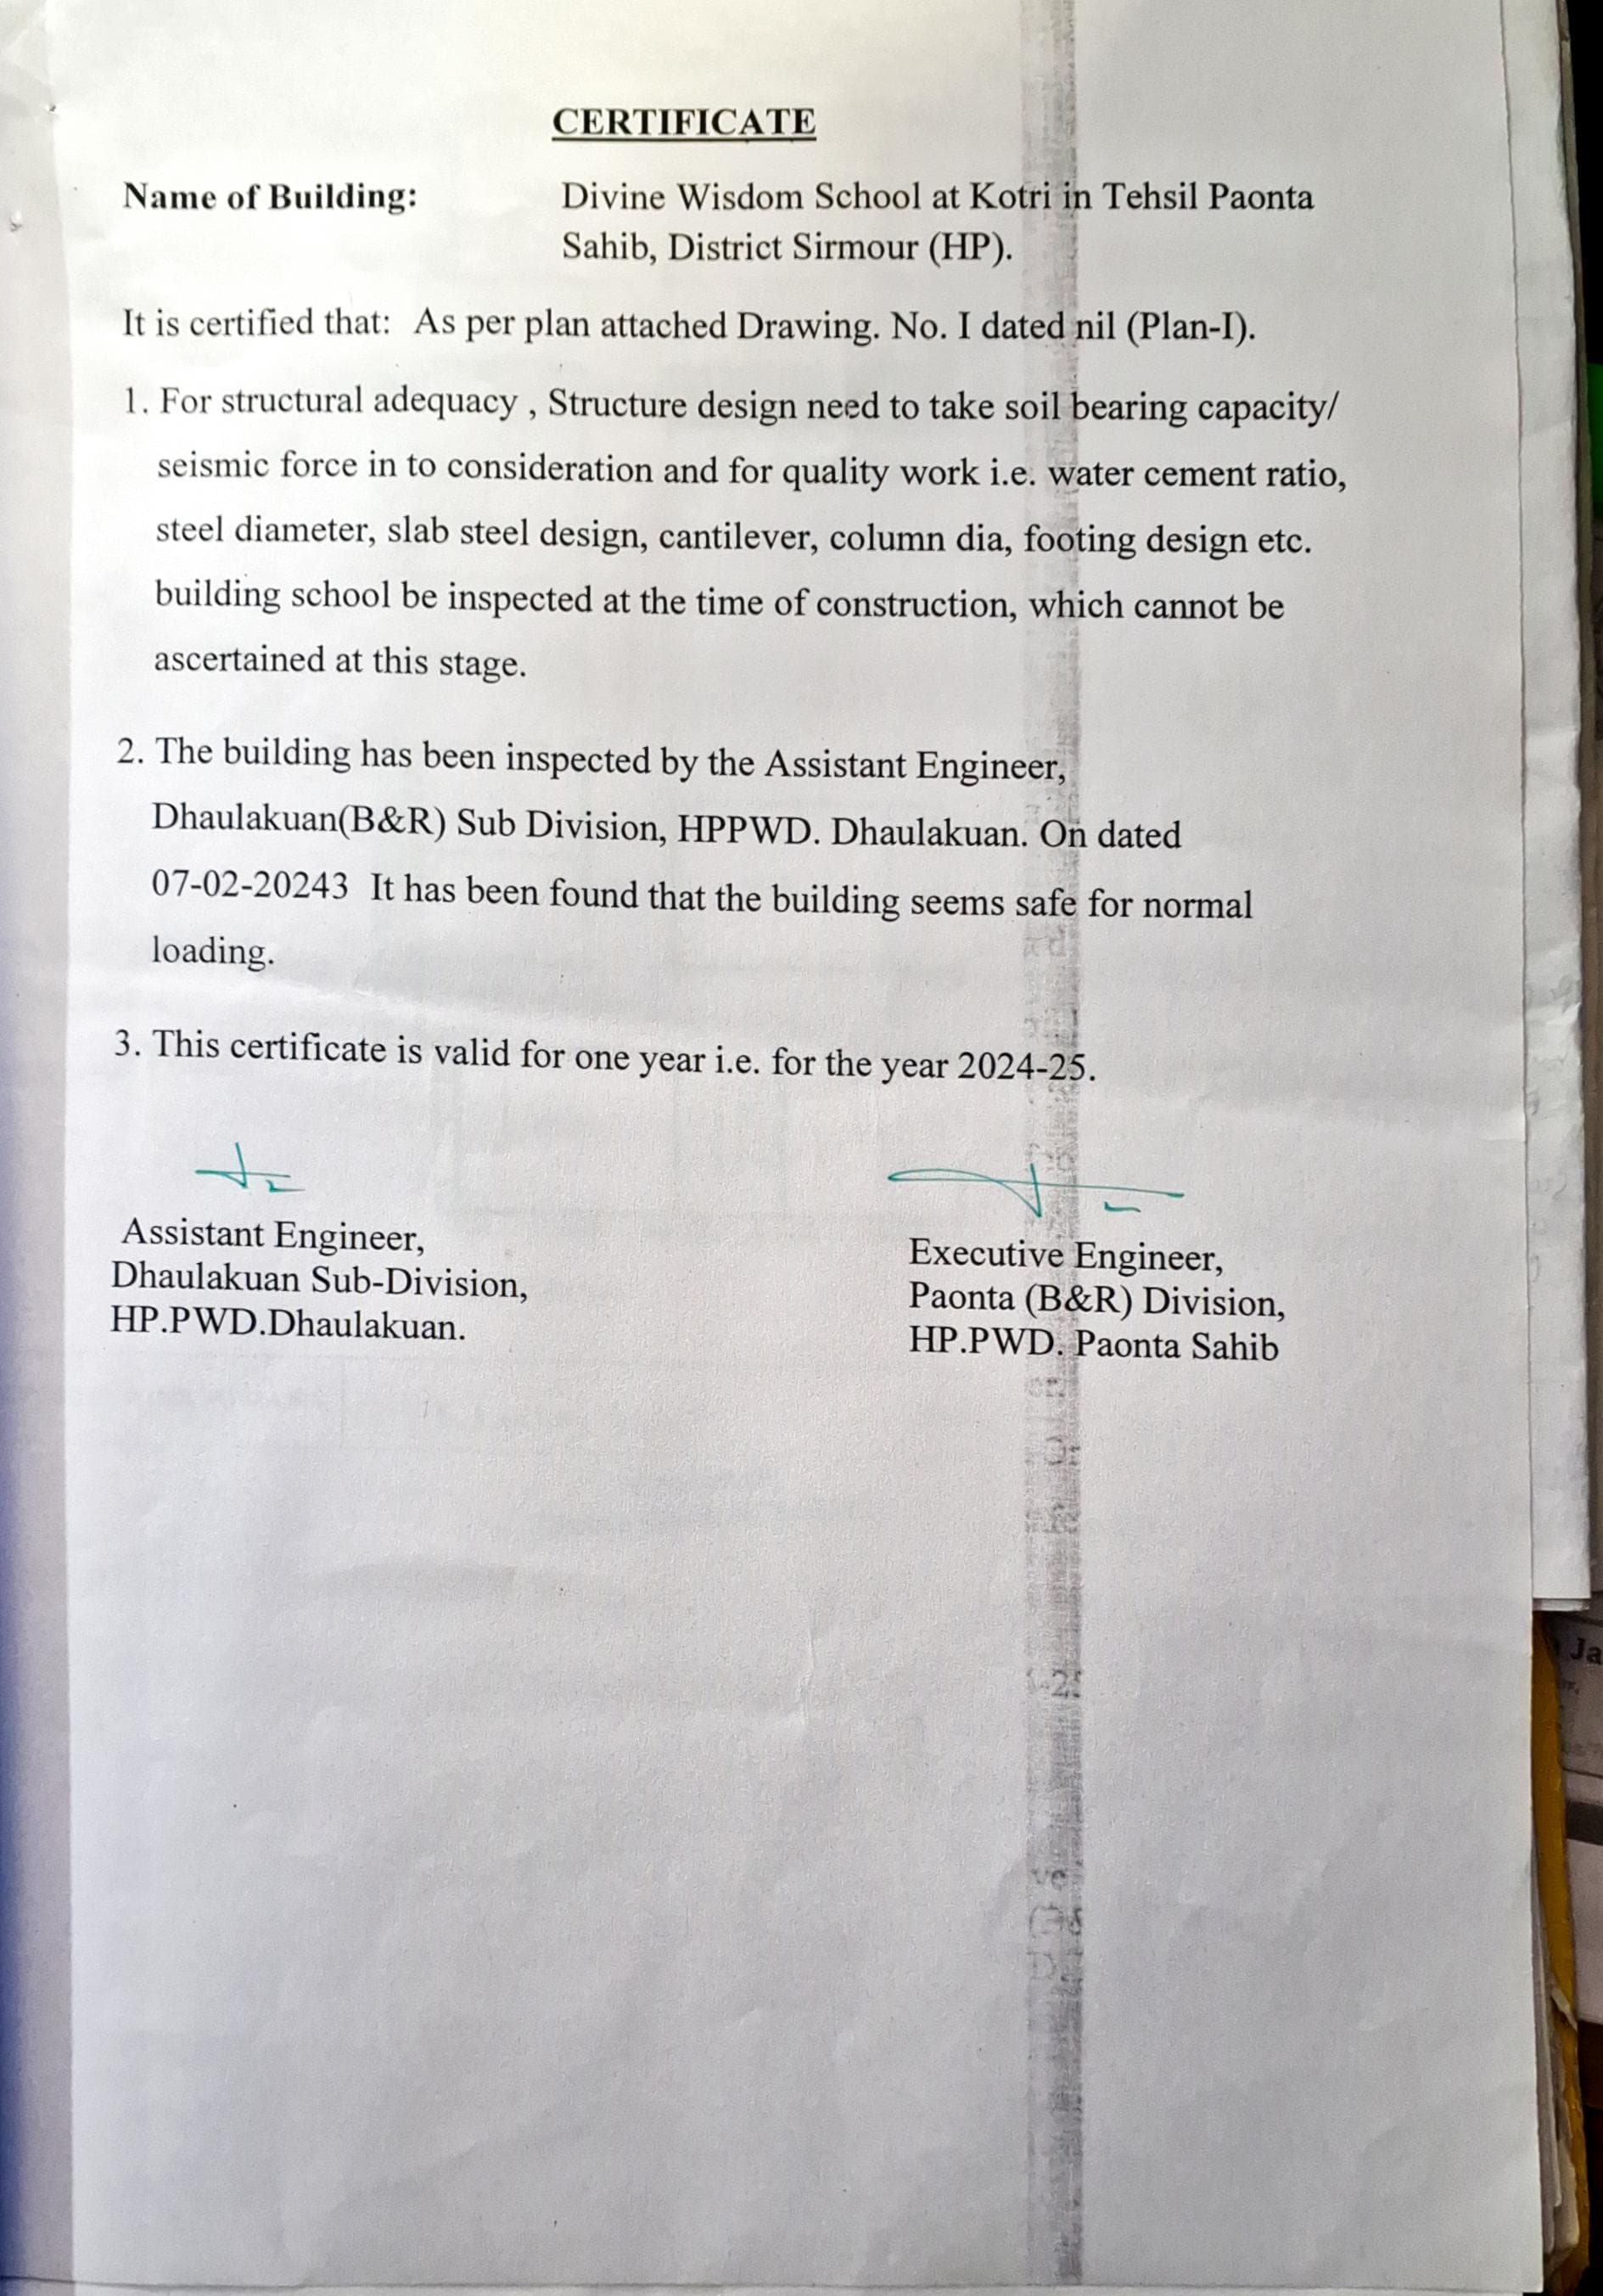 CERTIFICATE
Name of Building: Divine Wisdom School at Kotri in Tehsil Paonta
Sahib, District Sirmour (HP).
It is certified that: As per plan attached Drawing. No. I dated nil (Plan-I).
1. For structural adequacy , Structure design need to take soil bearing capacity/
seismic force in to consideration and for quality work i.e. water cement ratio,
steel diameter, slab steel design, cantilever, column dia, footing design etc.
building school be inspected at the time of construction, which cannot be
ascertained at this stage.
2. The building has been inspected by the Assistant Engineer,
Dhaulakuan(B&R) Sub Division, HPPWD. Dhaulakuan. On dated
07-02-20243 It has been found that the building seems safe for normal
loading.
3. This certificate is valid for one year i.e. for the year 2024-25.
Assistant Engineer,
Dhaulakuan Sub-Division,
HP.PWD.Dhaulakuan.
Executive Engineer,
Paonta (B&R) Division,
HP.PWD. Paonta Sahib
Ja